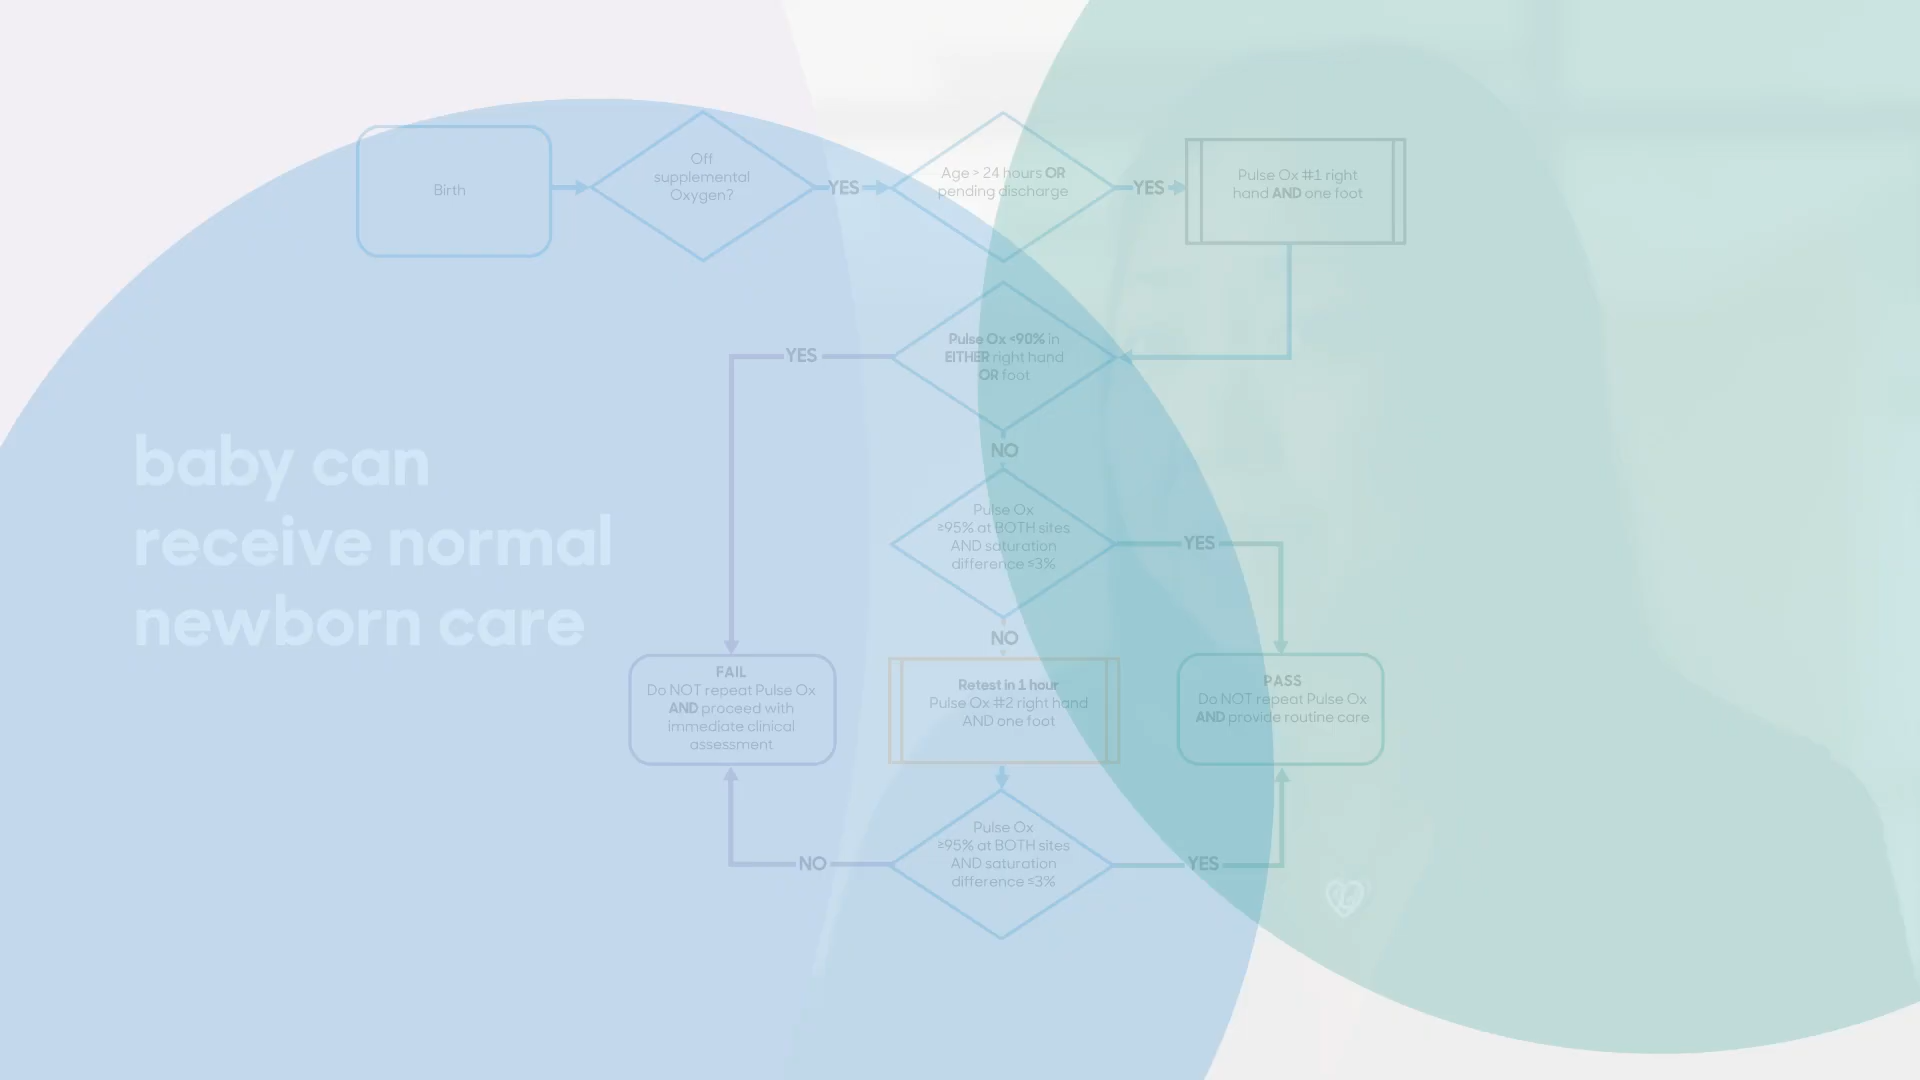 Birth
Off
supplemental
Oxygen?
YES
Age > 24 hours OR
pending discharge
YES
Pulse Ox #1 right
hand AND one foot
Pulse Ox <90% in
EITHER right hand
OR foot
YES
NO
baby can
receive normal
newborn care
Pulse Ox
≥95% at BOTH sites
AND saturation
difference ≤3%
YES
NO
FAIL
Do NOT repeat Pulse Ox
AND proceed with
immediate clinical
assessment
Retest in 1 hour
Pulse Ox #2 right hand
AND one foot
PASS
Do NOT repeat Pulse Ox
AND provide routine care
Pulse Ox
≥95% at BOTH sites
AND saturation
difference ≤3%
NO
YES